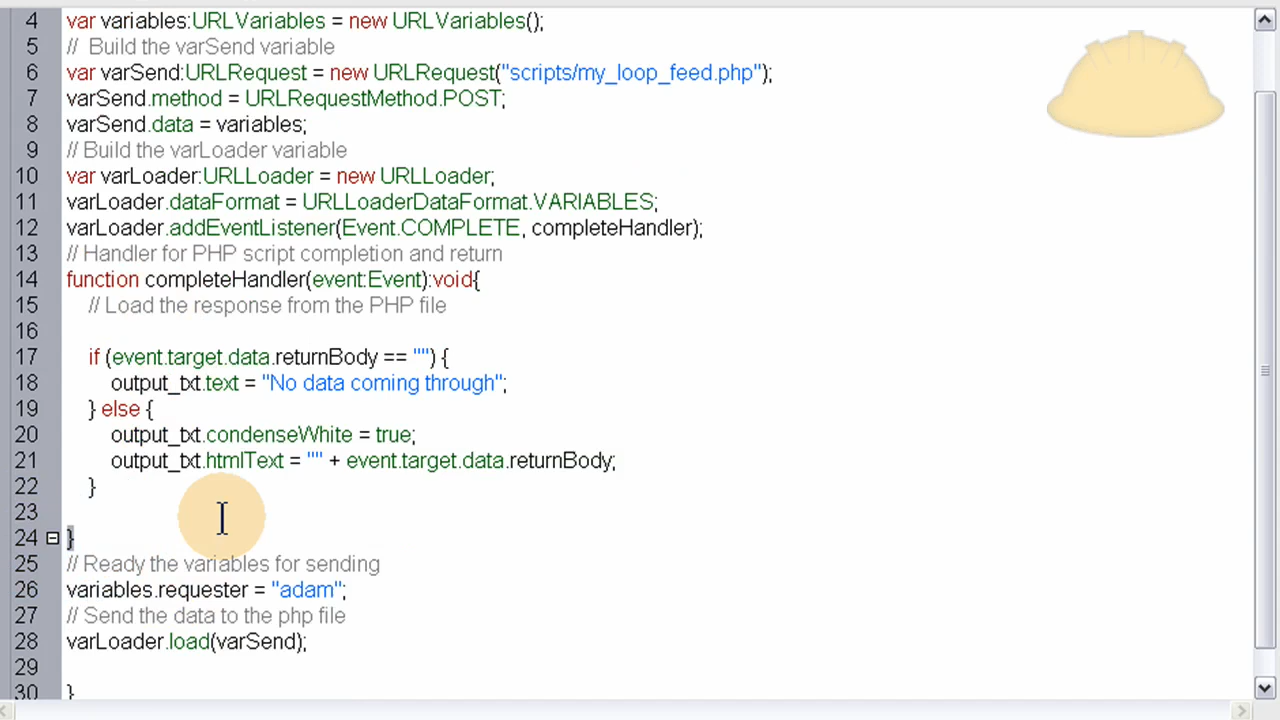 4 var variables:URLVariables = new URLVariables();
5 // Build the varSend variable
6 var varSend:URLRequest = new URLRequest("scripts/my_loop_feed.php");
7 varSend.method = URLRequestMethod.POST;
8 varSend.data = variables;
9 // Build the varLoader variable
10 var varLoader:URLLoader = new URLLoader;
11 varLoader.dataFormat = URLLoaderDataFormat.VARIABLES;
12 varLoader.addEventListener(Event.COMPLETE, completeHandler);
13 // Handler for PHP script completion and return
14 function completeHandler(event:Event):void{
15 // Load the response from the PHP file
16
17 if (event.target.data.returnBody == "") {
18 output_txt.text = "No data coming through";
19 } else {
20 output_txt.condenseWhite = true;
21 output_txt.htmlText = "" + event.target.data.returnBody;
22 }
23
24 }
25 // Ready the variables for sending
26 variables.requester = "adam";
27 // Send the data to the php file
28 varLoader.load(varSend);
29
30 }